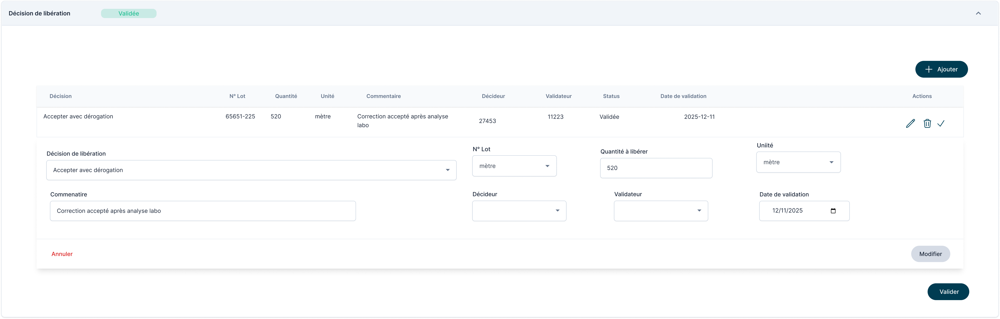 Décision de libération Validée
Ajouter
Décision N° Lot Quantité Unité Commentaire Décideur Validateur Status Date de validation Actions
Accepter avec dérogation 65651-225 520 mètre Correction accepté après analyse 11223 Validée 2025-12-11
labo 27453
Décision de libération N° Lot Quantité à libérer Uniité
Accepter avec dérogation mètre 520 mètre
Commenatire Décideur Validateur Date de validation
Correction accepté après analyse labo 12/11/2025
Annuler Modifier
Valider